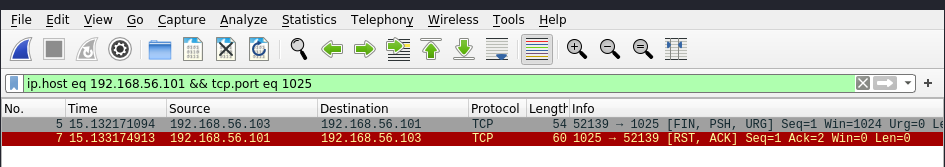 File Edit View Go Capture Analyze Statistics Telephony Wireless Tools Help
ip.host eq 192.168.56.101 && tcp.port eq 1025
No. Time Source Destination Protocol Length Info
5 15.132171094 192.168.56.103 192.168.56.101 TCP 54 52139 → 1025 [FIN, PSH, URG] Seq=1 Win=1024 Urg=0 Le
7 15.133174913 192.168.56.101 192.168.56.103 TCP 60 1025 → 52139 [RST, ACK] Seq=1 Ack=2 Win=0 Len=0